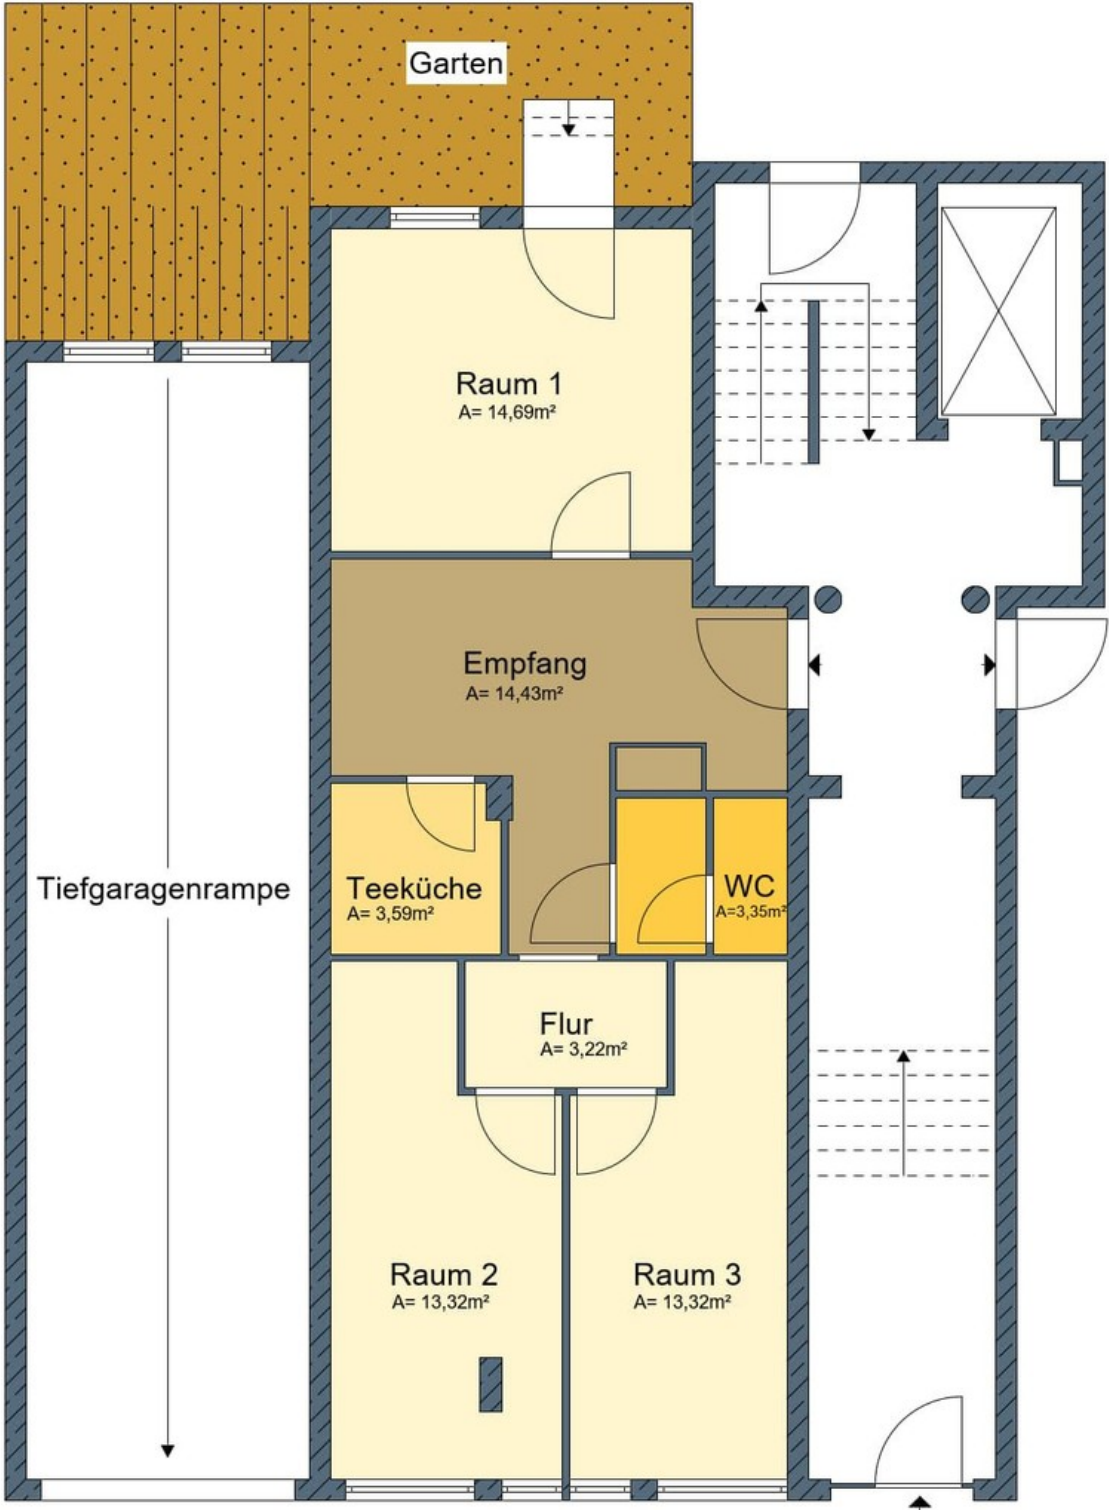 Garten
Raum 1
A= 14,69m²
Empfang
A= 14,43m²
Tiefgaragenrampe
Teeküche
A= 3,59m²
WC
A=3,35m²
Flur
A= 3,22m²
Raum 2
A= 13,32m²
Raum 3
A= 13,32m²